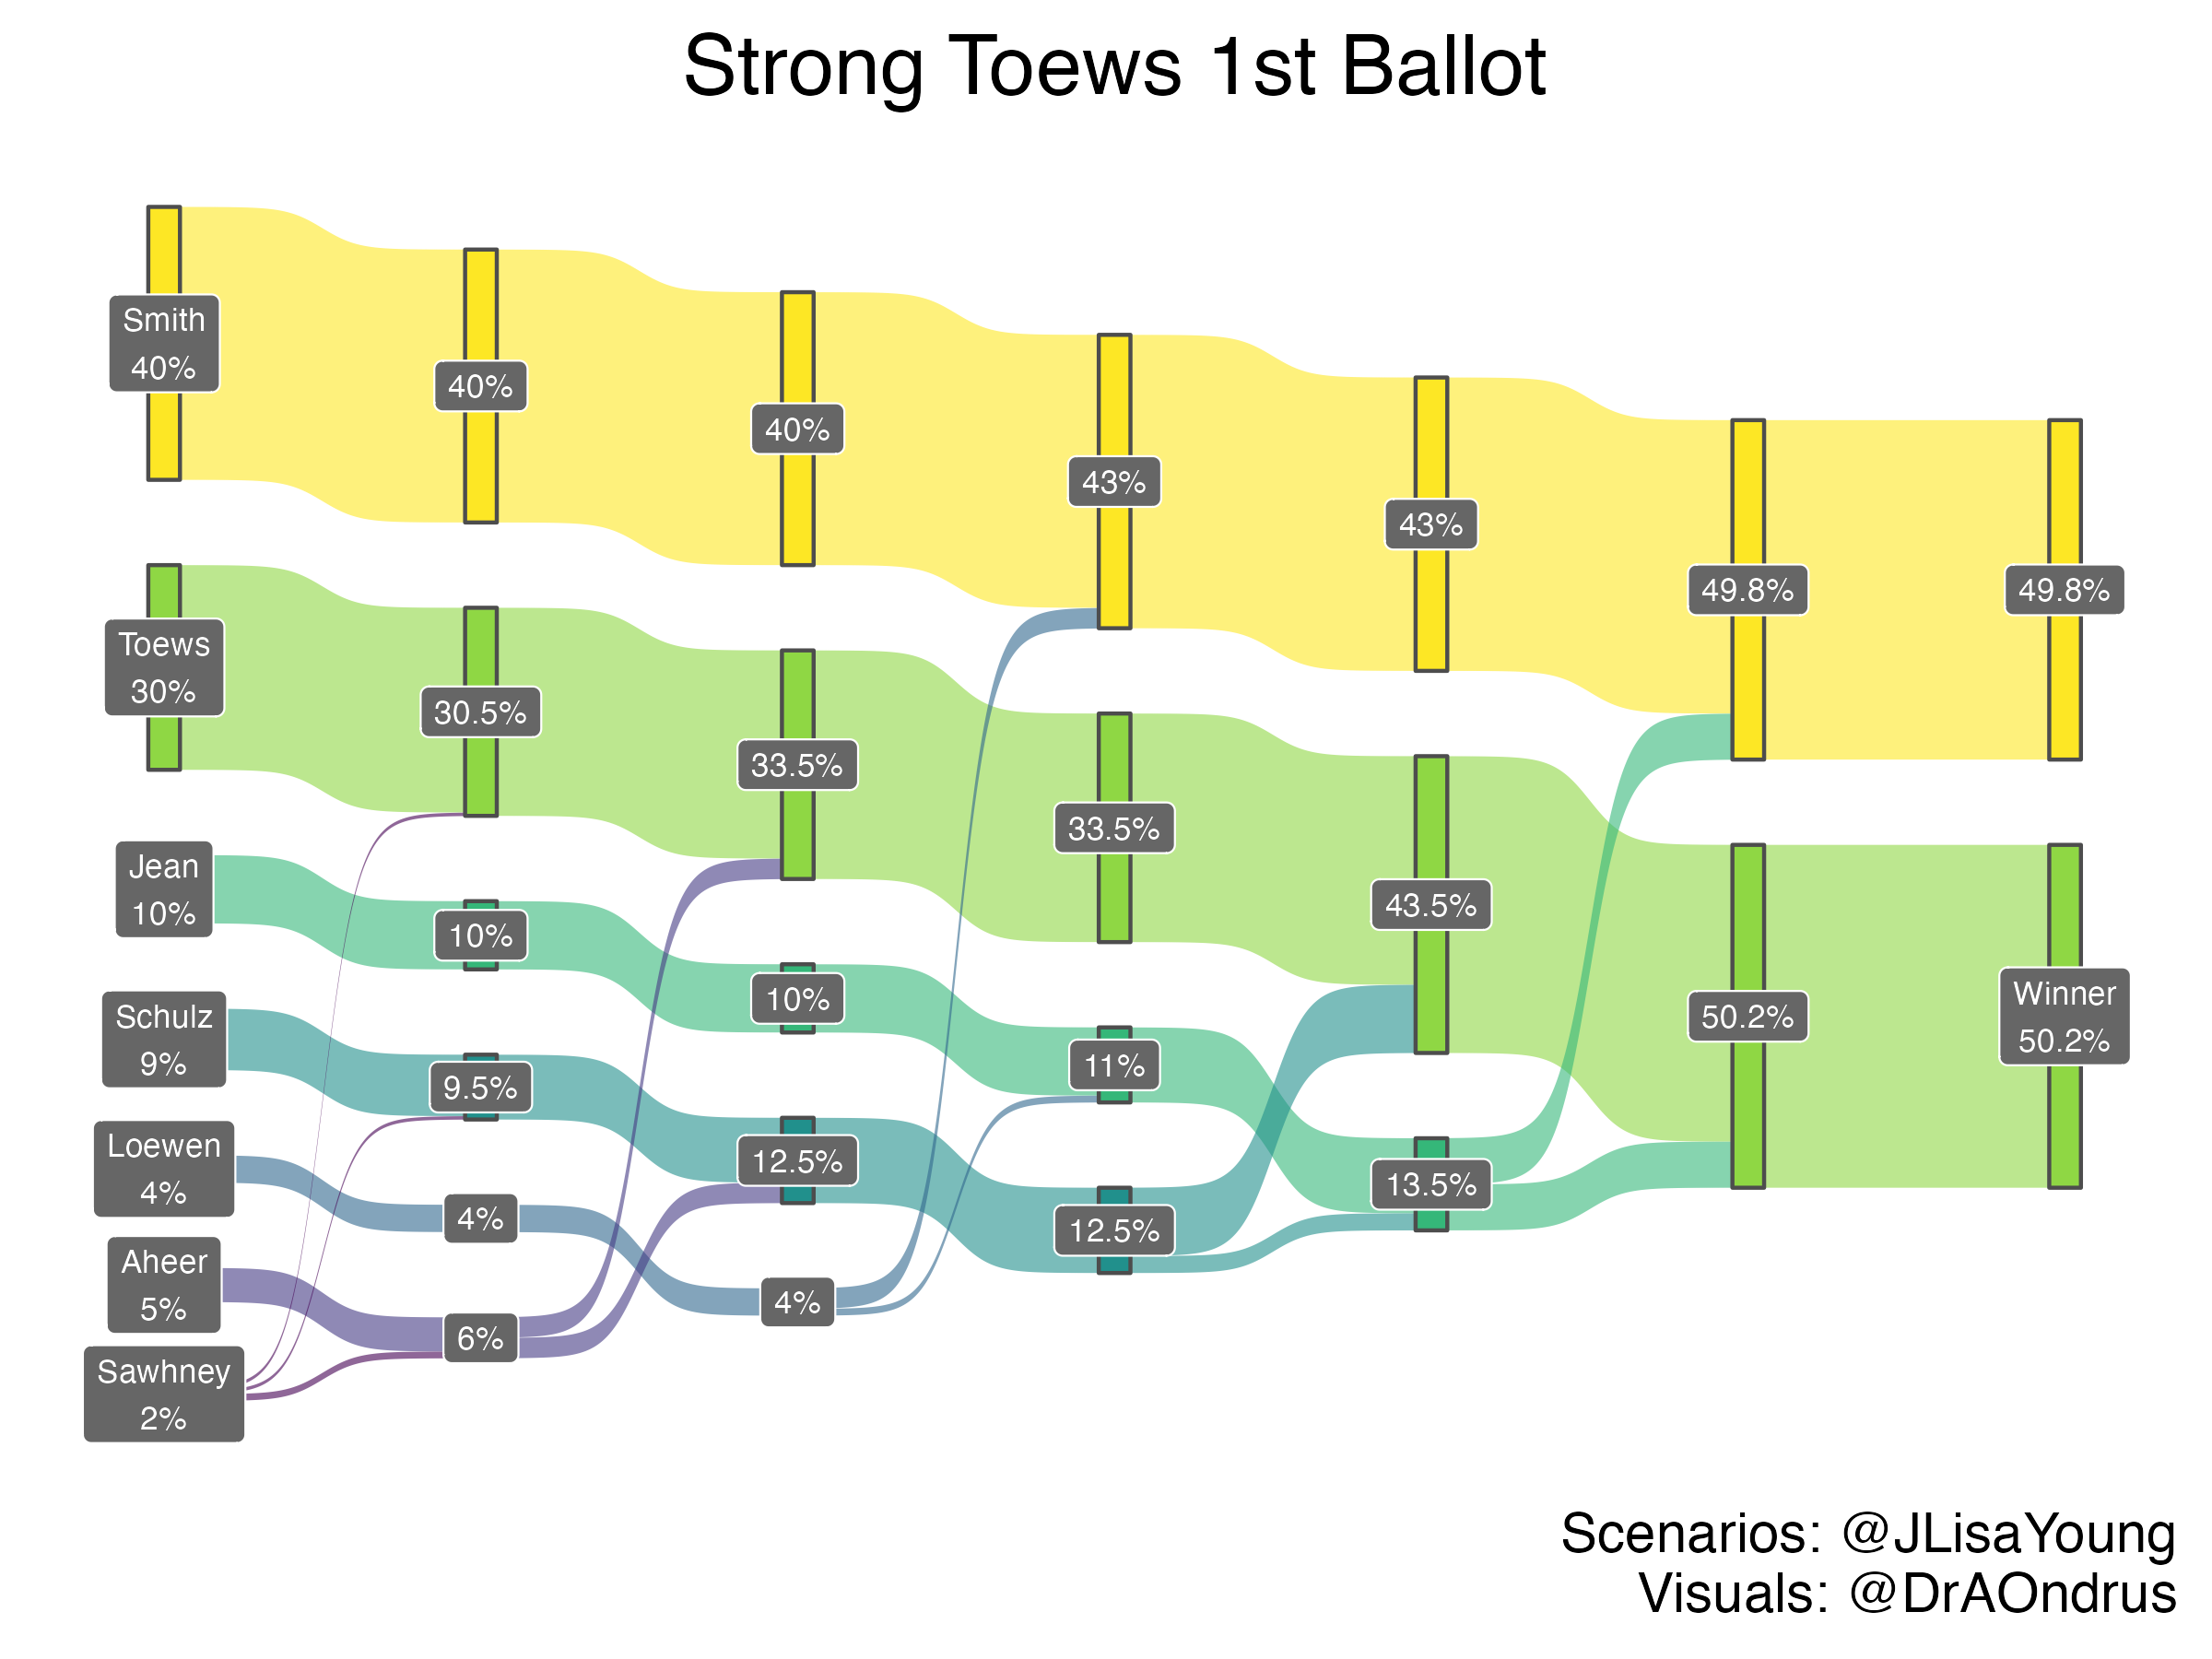 Strong Toews 1st Ballot
Smith
40%
40%
40%
43%
43%
49.8%
49.8%
Toews
30%
30.5%
33.5%
33.5%
43.5%
50.2%
Winner
50.2%
Jean
10%
10%
10%
11%
13.5%
Schulz
9%
9.5%
12.5%
12.5%
Loewen
4%
4%
4%
Aheer
5%
6%
Sawhney
2%
Scenarios: @JLisaYoung
Visuals: @DrAOndrus